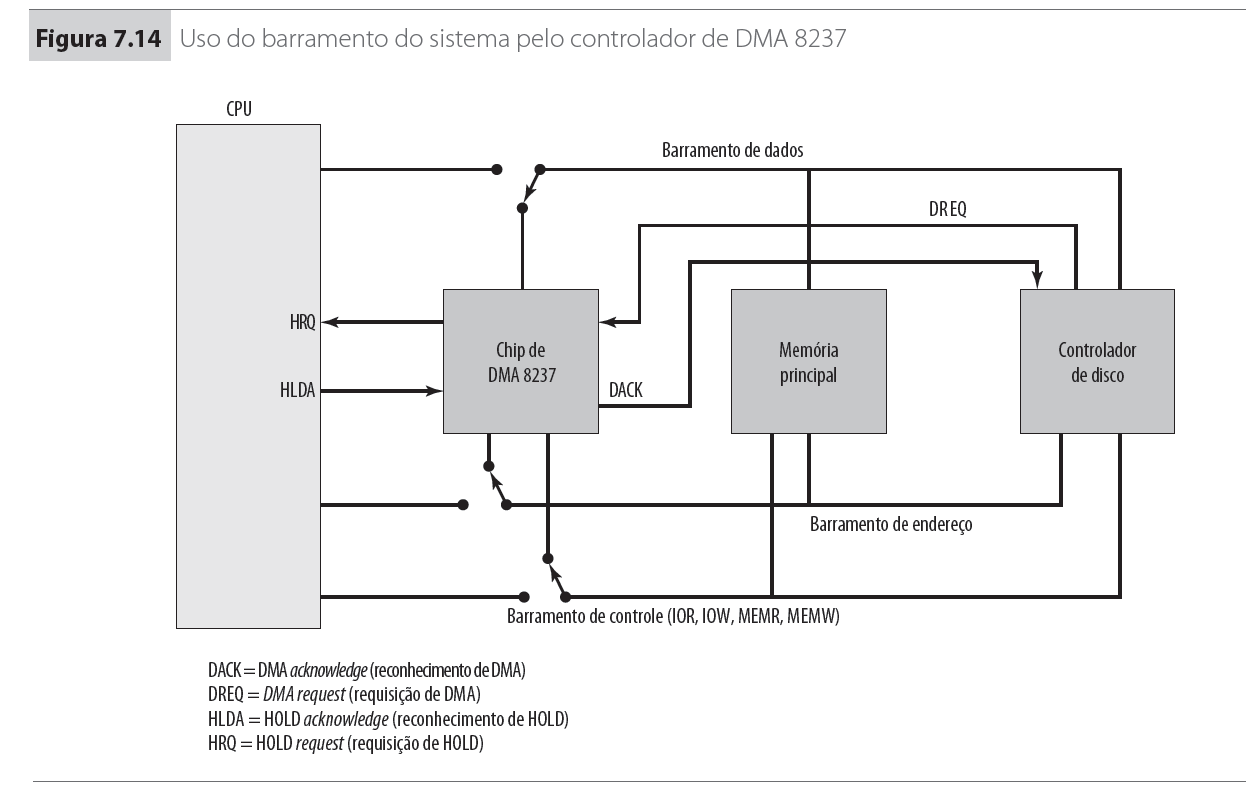 Figura 7.14 Uso do barramento do sistema pelo controlador de DMA 8237
CPU
Barramento de dados
DREQ
HRQ
Chip de
DMA 8237
Memória
principal
Controlador
de disco
HLDA
DACK
Barramento de endereço
Barramento de controle (IOR, IOW, MEMR, MEMW)
DACK = DMA acknowledge (reconhecimento de DMA)
DREQ = DMA request (requisição de DMA)
HLDA = HOLD acknowledge (reconhecimento de HOLD)
HRQ = HOLD request (requisição de HOLD)